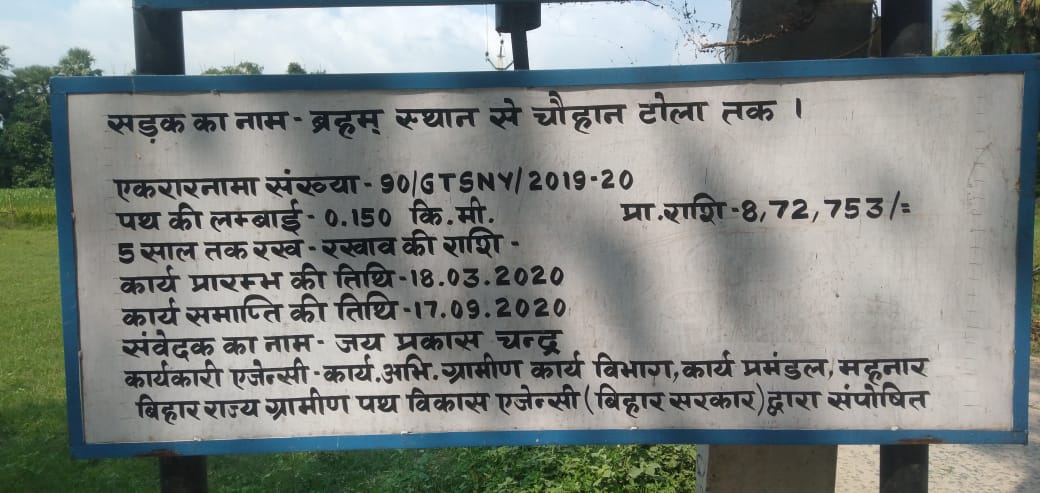 सड़क का नाम - ब्रहम् स्थान से चौहान टोला तक ।
एकरारनामा संख्या - 90/GTSNY/2019-20
पथ की लम्बाई - 0.150 कि.मी. प्रा.राशि -8,72,753/=
5 साल तक रख - रखाव की राशि -
कार्य प्रारम्भ की तिथि -18.03.2020
कार्य समाप्ति की तिथि -17.09.2020
संवेदक का नाम - जय प्रकास चन्द्र
कार्यकारी एजेन्सी - कार्य.अभि. ग्रामीण कार्य विभाग, कार्य प्रमंडल, महनार
बिहार राज्य ग्रामीण पथ विकास एजेन्सी (बिहार सरकार) द्वारा संपोषित